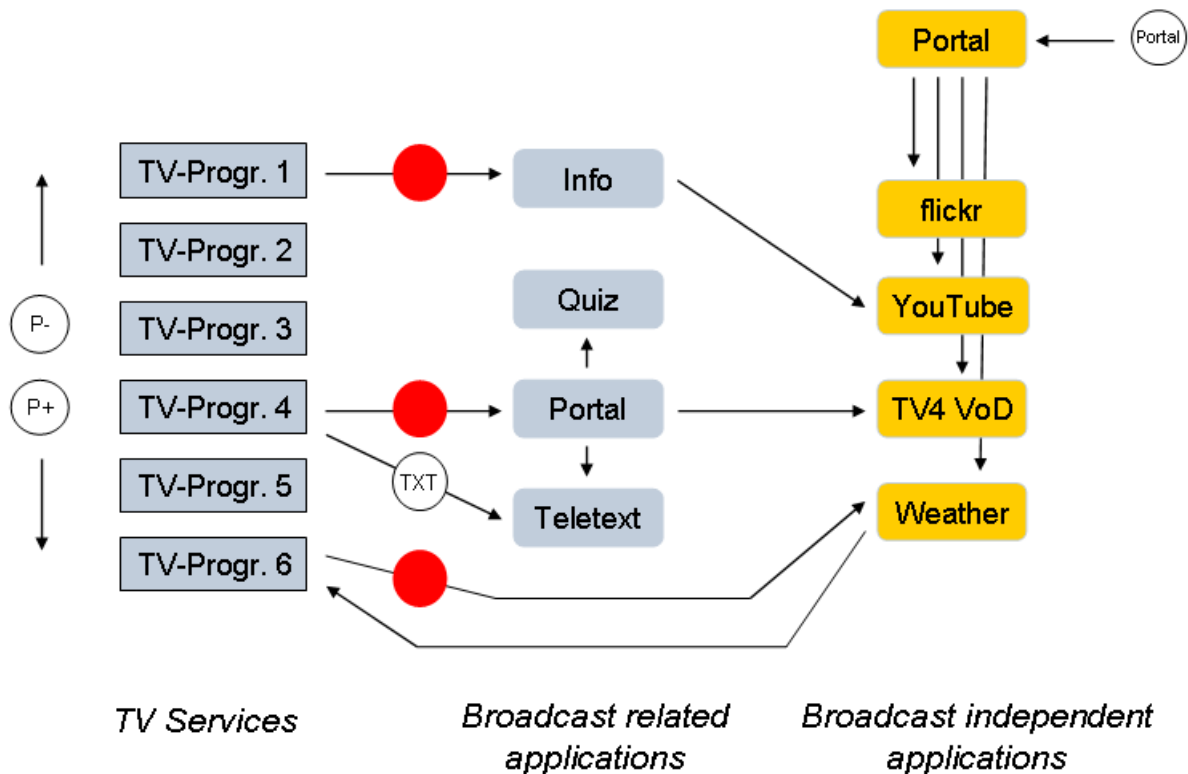 Portal
Portal
TV-Progr. 1
Info
flickr
TV-Progr. 2
Quiz
YouTube
P-
TV-Progr. 3
P+
TV-Progr. 4
Portal
TV4 VoD
TV-Progr. 5
TXT
Teletext
Weather
TV-Progr. 6
TV Services
Broadcast related
applications
Broadcast independent
applications